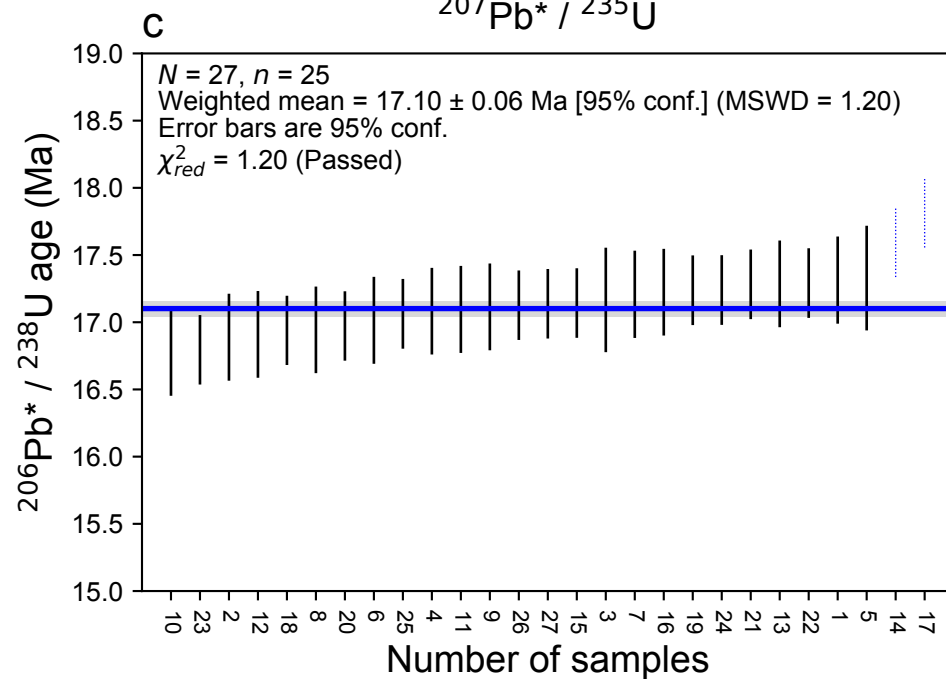 ²⁰⁷Pb* / ²³⁵U
c
N = 27, n = 25
Weighted mean = 17.10 ± 0.06 Ma [95% conf.] (MSWD = 1.20)
Error bars are 95% conf.
χ²red = 1.20 (Passed)
²⁰⁶Pb* / ²³⁸U age (Ma)
19.0
18.5
18.0
17.5
17.0
16.5
16.0
15.5
15.0
10 23 2 12 18 8 20 6 25 4 11 9 26 27 15 3 7 16 19 24 21 13 22 1 5 14 17
Number of samples